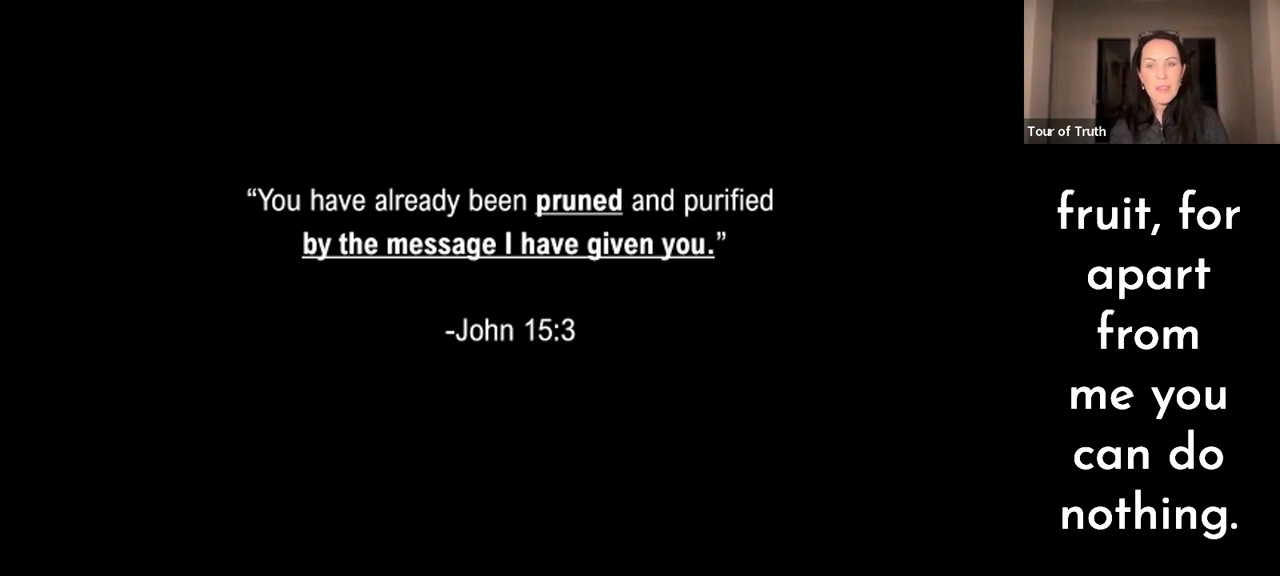 “You have already been pruned and purified
by the message I have given you.”
-John 15:3
Tour of Truth
fruit, for
apart
from
me you
can do
nothing.